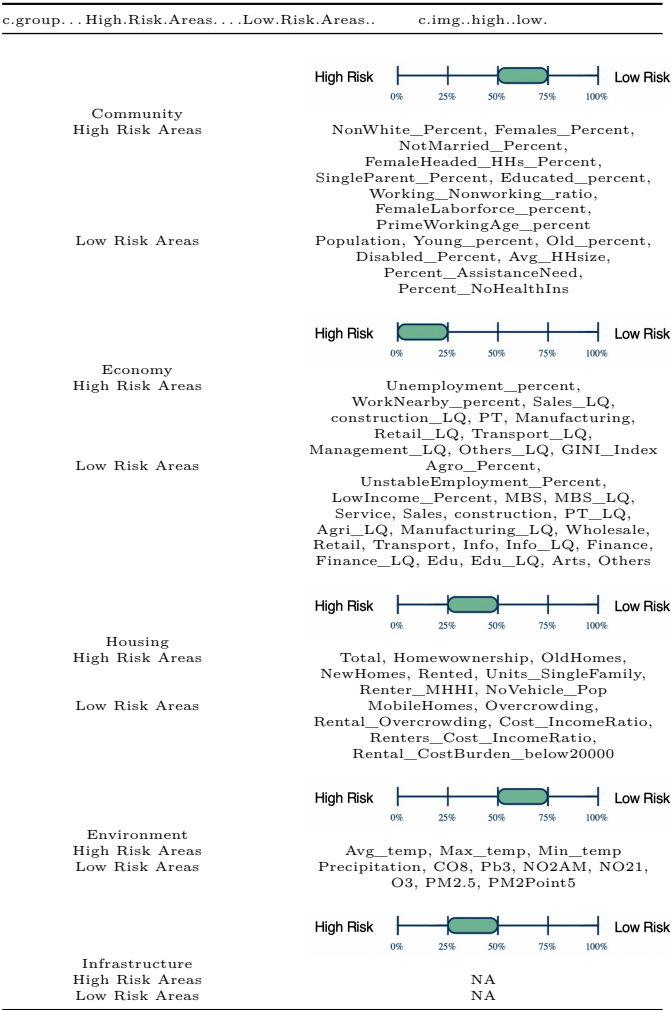 c.group. . . High.Risk.Areas. . . .Low.Risk.Areas.. c.img..high..low.
High Risk Low Risk
0% 25% 50% 75% 100%
Community
High Risk Areas NonWhite_Percent, Females_Percent,
NotMarried_Percent,
FemaleHeaded_HHs_Percent,
SingleParent_Percent, Educated_percent,
Working_Nonworking_ratio,
FemaleLaborforce_percent,
PrimeWorkingAge_percent
Low Risk Areas Population, Young_percent, Old_percent,
Disabled_Percent, Avg_HHsize,
Percent_AssistanceNeed,
Percent_NoHealthIns
High Risk Low Risk
0% 25% 50% 75% 100%
Economy
High Risk Areas Unemployment_percent,
WorkNearby_percent, Sales_LQ,
construction_LQ, PT, Manufacturing,
Retail_LQ, Transport_LQ,
Management_LQ, Others_LQ, GINI_Index
Low Risk Areas Agro_Percent,
UnstableEmployment_Percent,
LowIncome_Percent, MBS, MBS_LQ,
Service, Sales, construction, PT_LQ,
Agri_LQ, Manufacturing_LQ, Wholesale,
Retail, Transport, Info, Info_LQ, Finance,
Finance_LQ, Edu, Edu_LQ, Arts, Others
High Risk Low Risk
0% 25% 50% 75% 100%
Housing
High Risk Areas Total, Homewownership, OldHomes,
NewHomes, Rented, Units_SingleFamily,
Renter_MHHI, NoVehicle_Pop
Low Risk Areas MobileHomes, Overcrowding,
Rental_Overcrowding, Cost_IncomeRatio,
Renters_Cost_IncomeRatio,
Rental_CostBurden_below20000
High Risk Low Risk
0% 25% 50% 75% 100%
Environment
High Risk Areas Avg_temp, Max_temp, Min_temp
Low Risk Areas Precipitation, CO8, Pb3, NO2AM, NO21,
O3, PM2.5, PM2Point5
High Risk Low Risk
0% 25% 50% 75% 100%
Infrastructure
High Risk Areas NA
Low Risk Areas NA